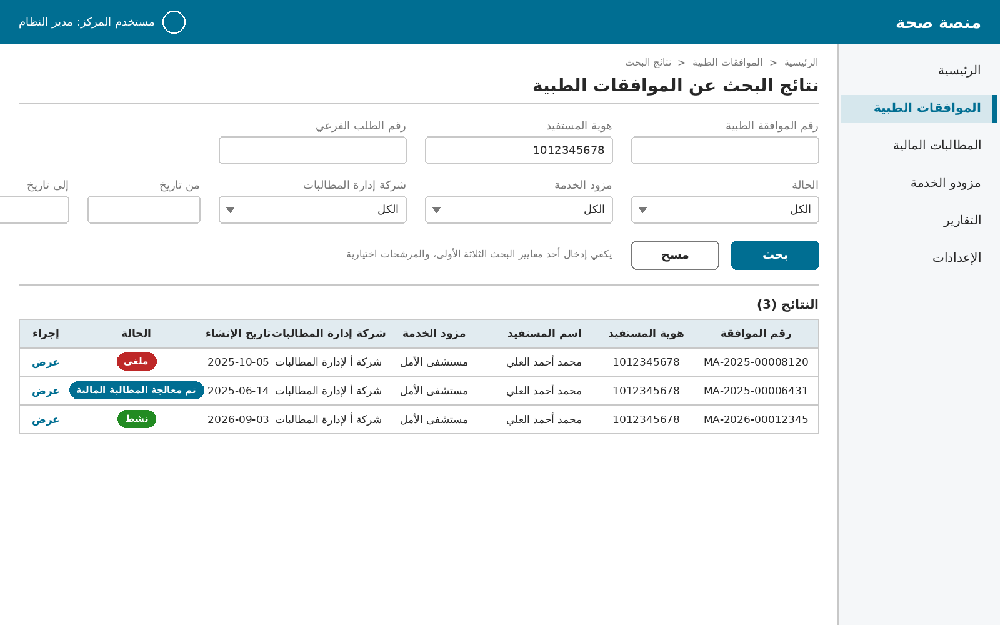 منصة صحة
مستخدم المركز: مدير النظام
الرئيسية
الموافقات الطبية
المطالبات المالية
مزودو الخدمة
التقارير
الإعدادات
الرئيسية > الموافقات الطبية > نتائج البحث
نتائج البحث عن الموافقات الطبية
رقم الموافقة الطبية هوية المستفيد رقم الطلب الفرعي
1012345678
الحالة مزود الخدمة شركة إدارة المطالبات من تاريخ إلى تاريخ
الكل الكل الكل
بحث مسح يكفي إدخال أحد معايير البحث الثلاثة الأولى، والمرشحات اختيارية
النتائج (3)
رقم الموافقة هوية المستفيد اسم المستفيد مزود الخدمة شركة إدارة المطالبات تاريخ الإنشاء الحالة إجراء
MA-2025-00008120 1012345678 محمد أحمد العلي مستشفى الأمل شركة أ لإدارة المطالبات 2025-10-05 ملغى عرض
MA-2025-00006431 1012345678 محمد أحمد العلي مستشفى الأمل شركة أ لإدارة المطالبات 2025-06-14 تم معالجة المطالبة المالية عرض
MA-2026-00012345 1012345678 محمد أحمد العلي مستشفى الأمل شركة أ لإدارة المطالبات 2026-09-03 نشط عرض